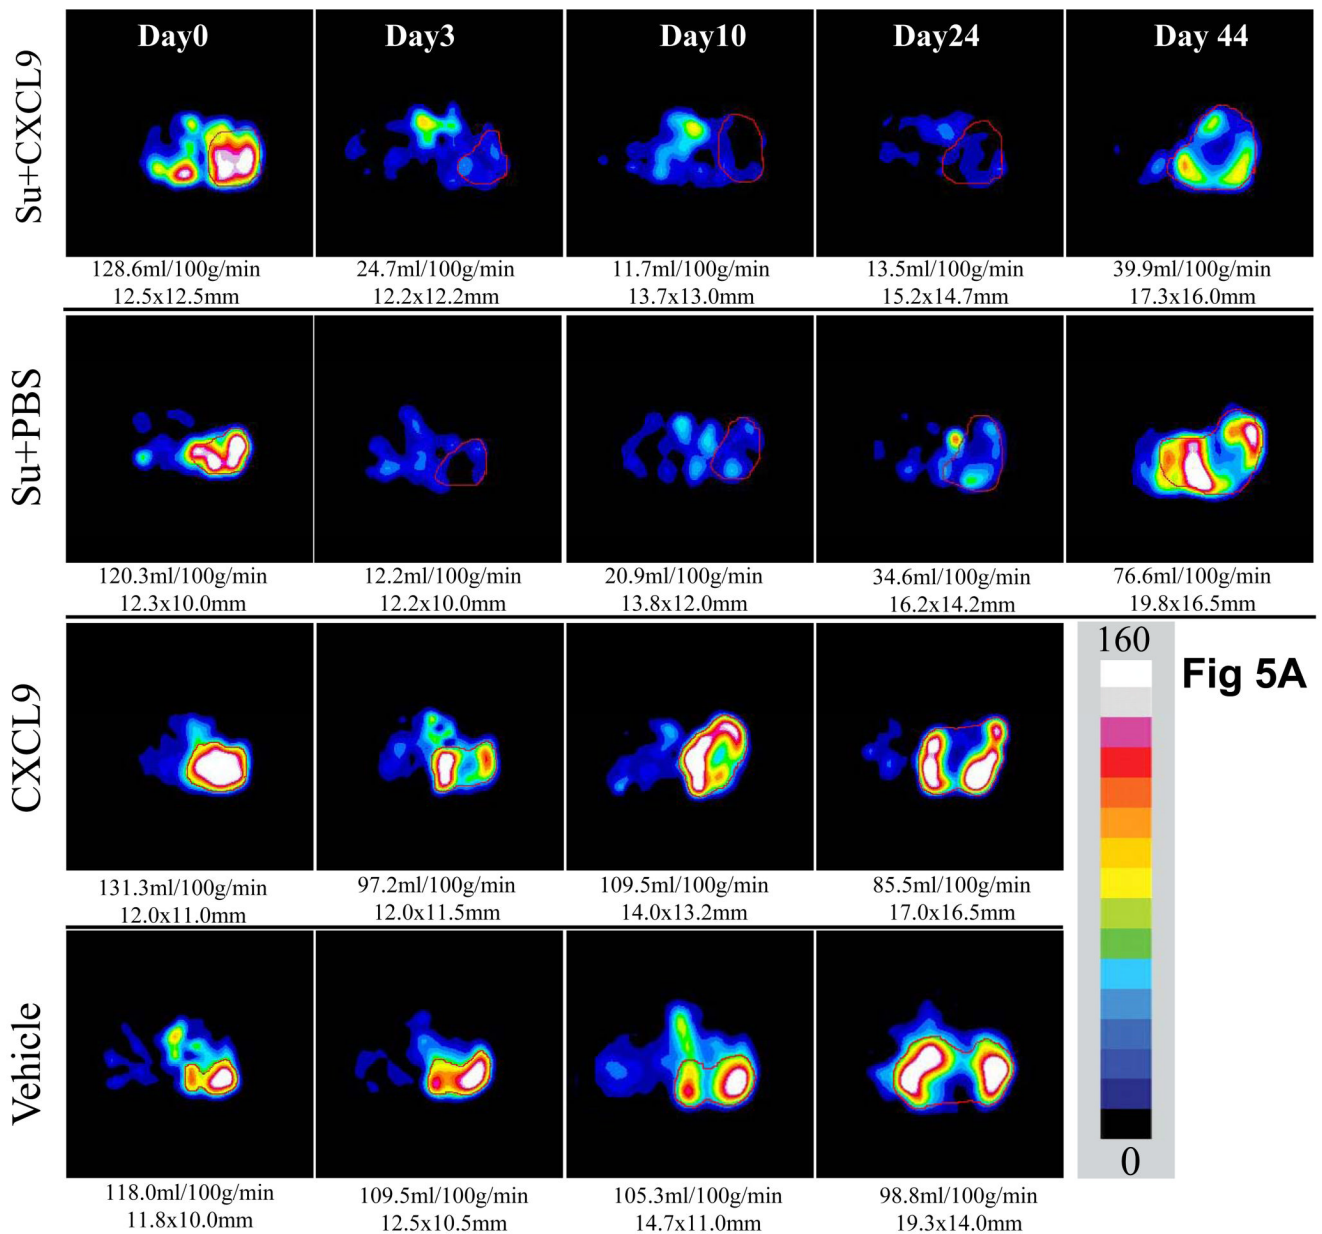 Day0 Day3 Day10 Day24 Day 44
Su+CXCL9
128.6ml/100g/min 24.7ml/100g/min 11.7ml/100g/min 13.5ml/100g/min 39.9ml/100g/min
12.5x12.5mm 12.2x12.2mm 13.7x13.0mm 15.2x14.7mm 17.3x16.0mm
Su+PBS
120.3ml/100g/min 12.2ml/100g/min 20.9ml/100g/min 34.6ml/100g/min 76.6ml/100g/min
12.3x10.0mm 12.2x10.0mm 13.8x12.0mm 16.2x14.2mm 19.8x16.5mm
160
Fig 5A
CXCL9
131.3ml/100g/min 97.2ml/100g/min 109.5ml/100g/min 85.5ml/100g/min
12.0x11.0mm 12.0x11.5mm 14.0x13.2mm 17.0x16.5mm
Vehicle
0
118.0ml/100g/min 109.5ml/100g/min 105.3ml/100g/min 98.8ml/100g/min
11.8x10.0mm 12.5x10.5mm 14.7x11.0mm 19.3x14.0mm